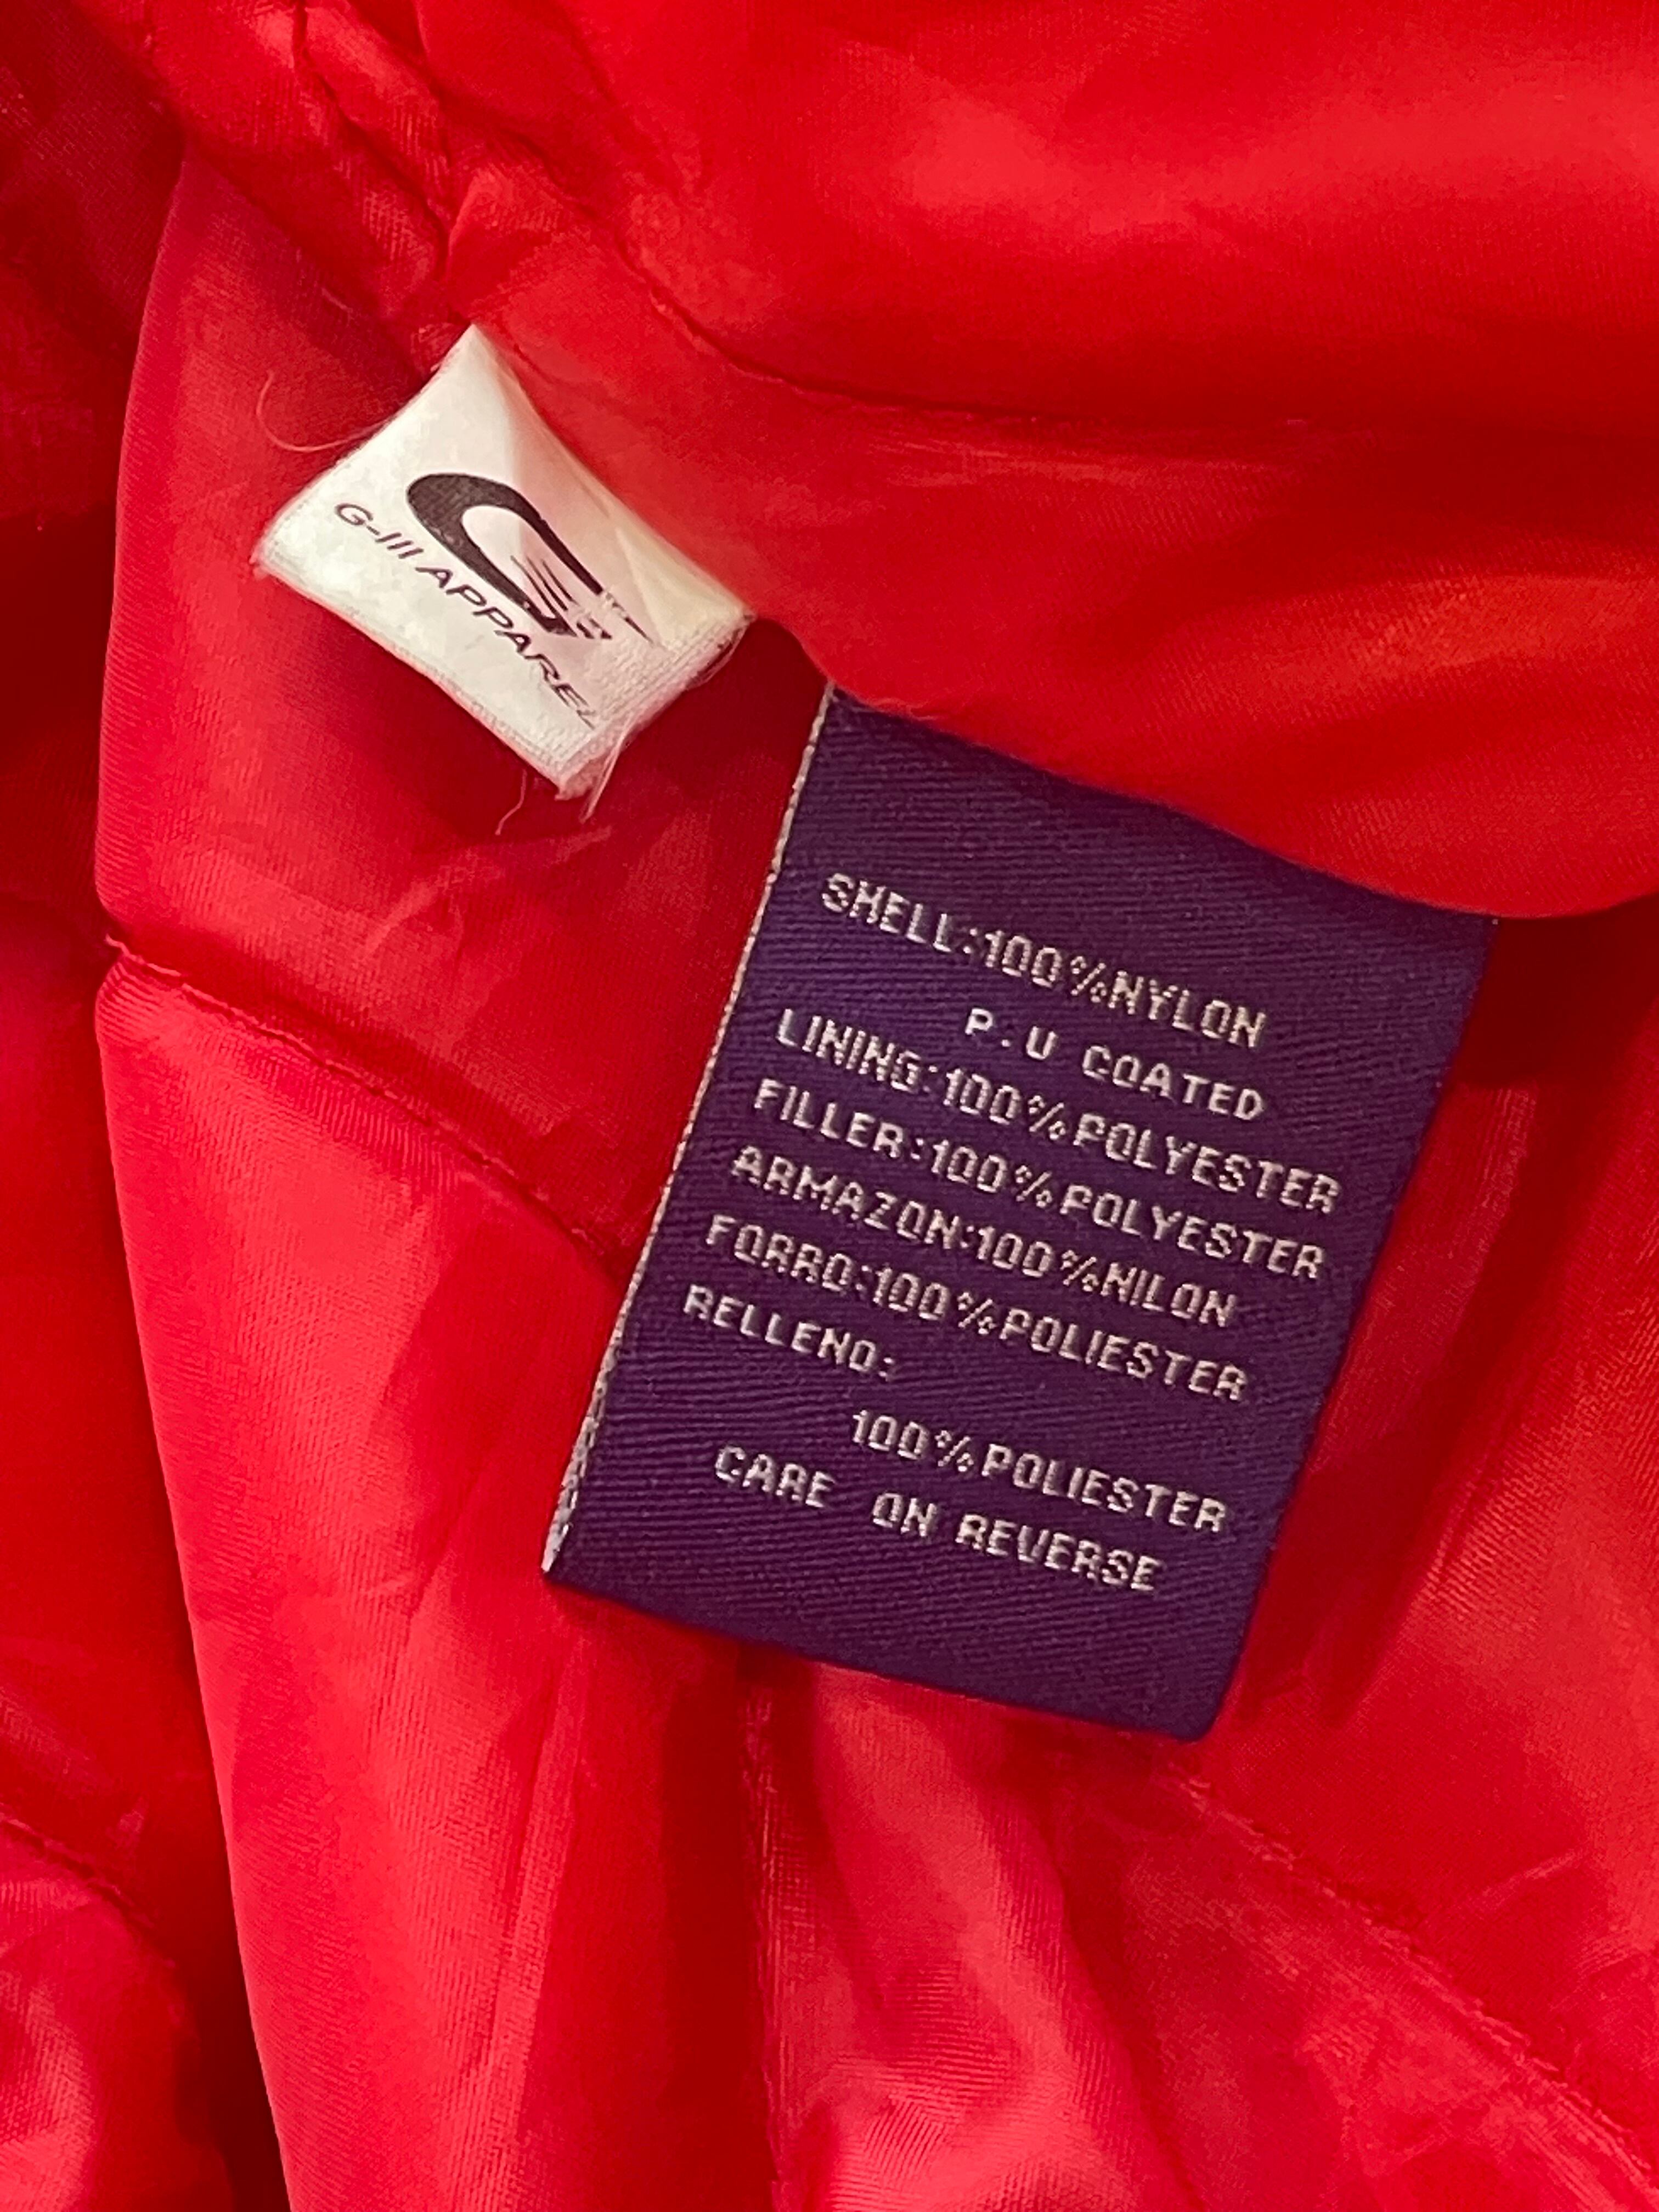 G-III APPAREL
SHELL:100%NYLON
P.U COATED
LINING:100%POLYESTER
FILLER:100%POLYESTER
ARMAZON:100%NILON
FORRO:100%POLIESTER
RELLENO:
100%POLIESTER
CARE ON REVERSE